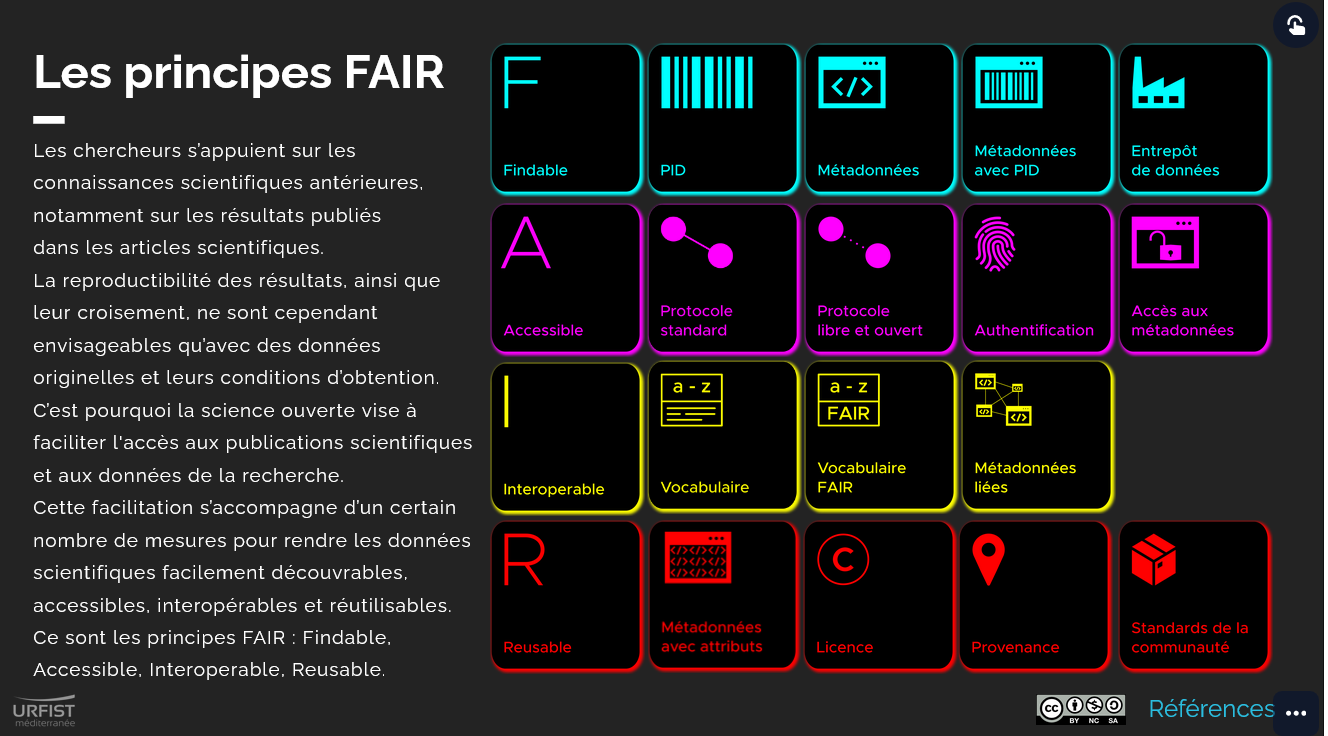 Les principes FAIR
Les chercheurs s'appuient sur les
connaissances scientifiques antérieures,
notamment sur les résultats publiés
dans les articles scientifiques.
La reproductibilité des résultats, ainsi que
leur croisement, ne sont cependant
envisageables qu'avec des données
originelles et leurs conditions d'obtention.
C'est pourquoi la science ouverte vise à
faciliter l'accès aux publications scientifiques
et aux données de la recherche.
Cette facilitation s'accompagne d'un certain
nombre de mesures pour rendre les données
scientifiques facilement découvrables,
accessibles, interopérables et réutilisables.
Ce sont les principes FAIR : Findable,
Accessible, Interoperable, Reusable.
F
Findable
PID
</>
Métadonnées
Métadonnées
avec PID
Entrepôt
de données
A
Accessible
Protocole
standard
Protocole
libre et ouvert
Authentification
Accès aux
métadonnées
I
Interoperable
a - z
Vocabulaire
a - z
FAIR
Vocabulaire
FAIR
Métadonnées
liées
R
Reusable
Métadonnées
avec attributs
C
Licence
Provenance
Standards de la
communauté
URFIST
méditerranée
cc
BY NC SA
Références